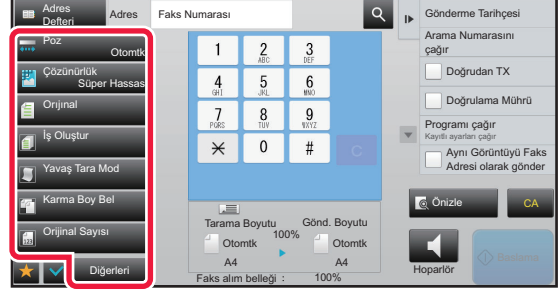 Adres
Defteri
Adres
Faks Numarası
Gönderme Tarihçesi
Arama Numarasını
çağır
Doğrudan TX
Doğrulama Mührü
Programı çağır
Kayıtlı ayarları çağır
Aynı Görüntüyü Faks
Adresi olarak gönder
Poz
Otomtk
Çözünürlük
Süper Hassas
Orijinal
İş Oluştur
Yavaş Tara Mod
Karma Boy Bel
Orijinal Sayısı
Diğerleri
1
2
ABC
3
DEF
4
GHI
5
JKL
6
MNO
7
PQRS
8
TUV
9
WXYZ
0
#
C
Tarama Boyutu
Gönd. Boyutu
100%
Otomtk
A4
Otomtk
A4
Faks alım belleği : 100%
Önizle
CA
Hoparlör